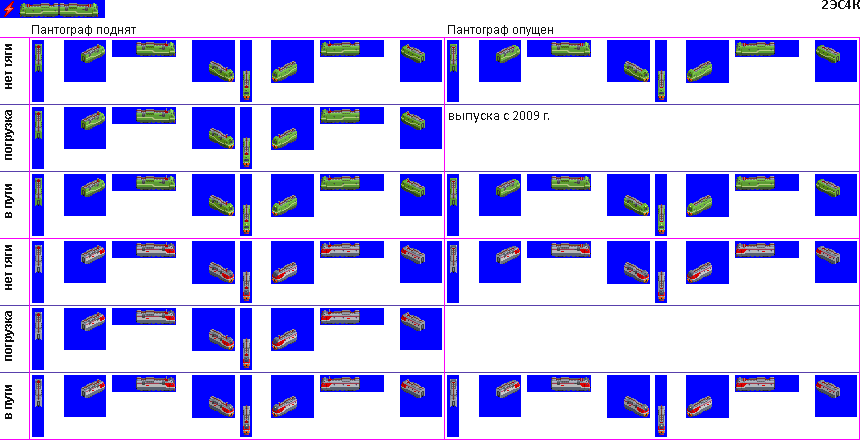 2ЭС4К
Пантограф поднят
Пантограф опущен
нет тяги
погрузка
выпуска с 2009 г.
в пути
нет тяги
погрузка
в пути